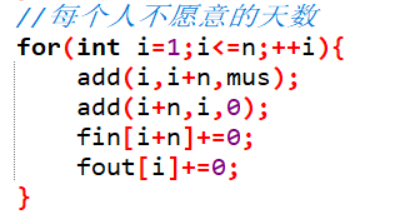 //每个人不愿意的天数
for(int i=1;i<=n;++i){
    add(i,i+n,mus);
    add(i+n,i,0);
    fin[i+n]+=0;
    fout[i]+=0;
}